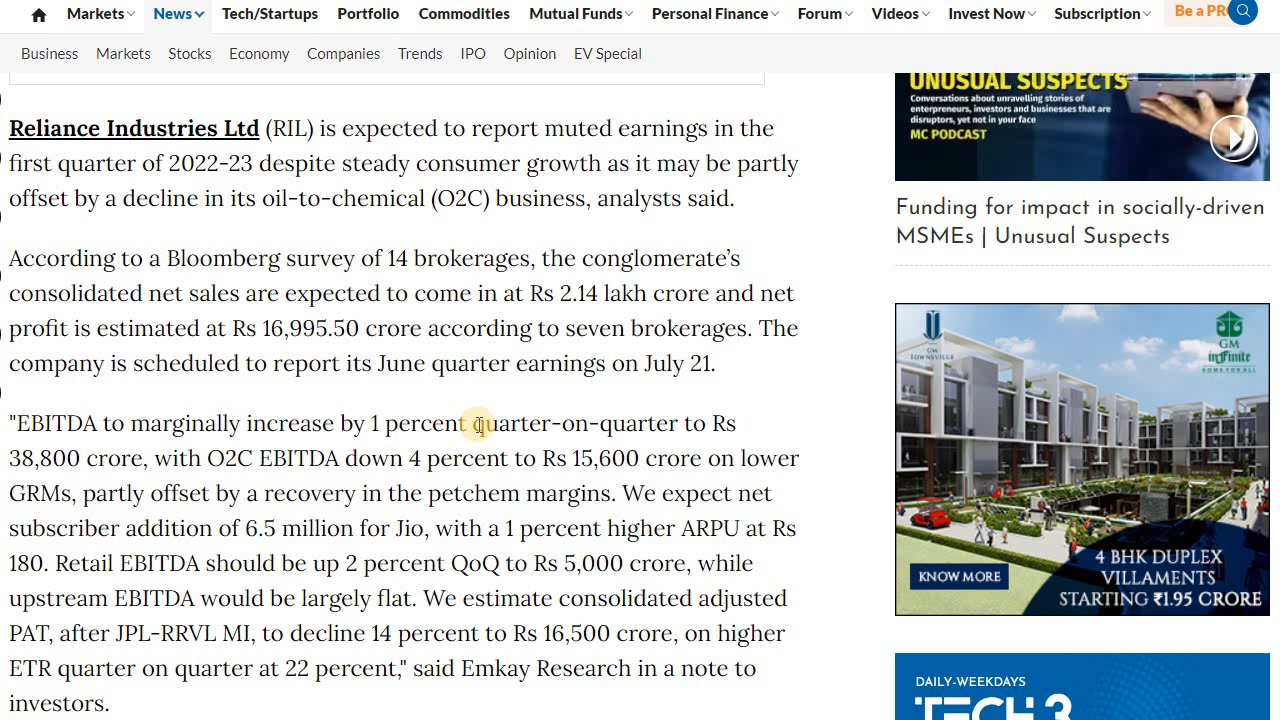 Markets News Tech/Startups Portfolio Commodities Mutual Funds Personal Finance Forum Videos Invest Now Subscription Be a PR
Business Markets Stocks Economy Companies Trends IPO Opinion EV Special
Reliance Industries Ltd (RIL) is expected to report muted earnings in the
first quarter of 2022-23 despite steady consumer growth as it may be partly
offset by a decline in its oil-to-chemical (O2C) business, analysts said.
According to a Bloomberg survey of 14 brokerages, the conglomerate’s
consolidated net sales are expected to come in at Rs 2.14 lakh crore and net
profit is estimated at Rs 16,995.50 crore according to seven brokerages. The
company is scheduled to report its June quarter earnings on July 21.
"EBITDA to marginally increase by 1 percent quarter-on-quarter to Rs
38,800 crore, with O2C EBITDA down 4 percent to Rs 15,600 crore on lower
GRMs, partly offset by a recovery in the petchem margins. We expect net
subscriber addition of 6.5 million for Jio, with a 1 percent higher ARPU at Rs
180. Retail EBITDA should be up 2 percent QoQ to Rs 5,000 crore, while
upstream EBITDA would be largely flat. We estimate consolidated adjusted
PAT, after JPL-RRVL MI, to decline 14 percent to Rs 16,500 crore, on higher
ETR quarter on quarter at 22 percent," said Emkay Research in a note to
investors.
UNUSUAL SUSPECTS
Conversations about unravelling stories of
enterpreneurs, investors and businesses that are
disruptors, yet not in your face
MC PODCAST
Funding for impact in socially-driven
MSMEs | Unusual Suspects
GM
TOWNSVILLE
GM
infinite
HOME FOR ALL
KNOW MORE
4 BHK DUPLEX
VILLAMENTS
STARTING ₹1.95 CRORE
DAILY-WEEKDAYS
TECH 3